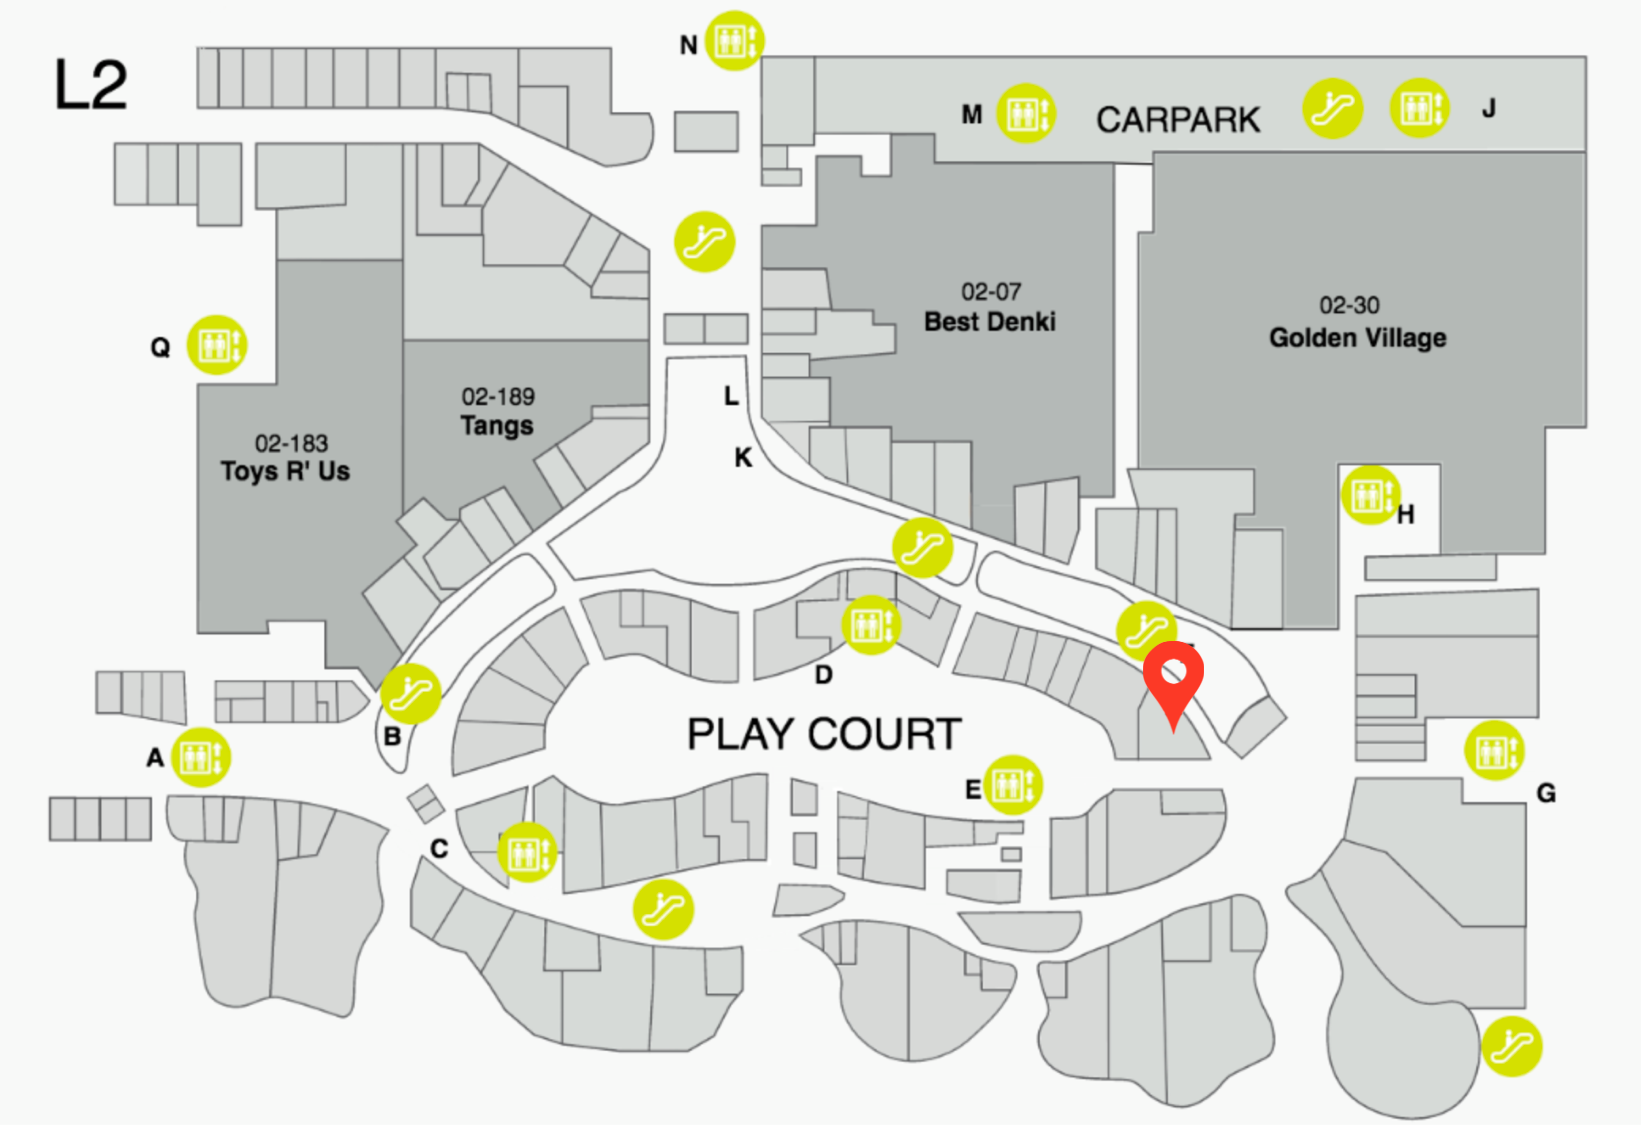 L2
N
M
CARPARK
J
02-07
Best Denki
02-30
Golden Village
Q
02-189
Tangs
L
02-183
Toys R' Us
K
H
D
B
PLAY COURT
A
E
G
C